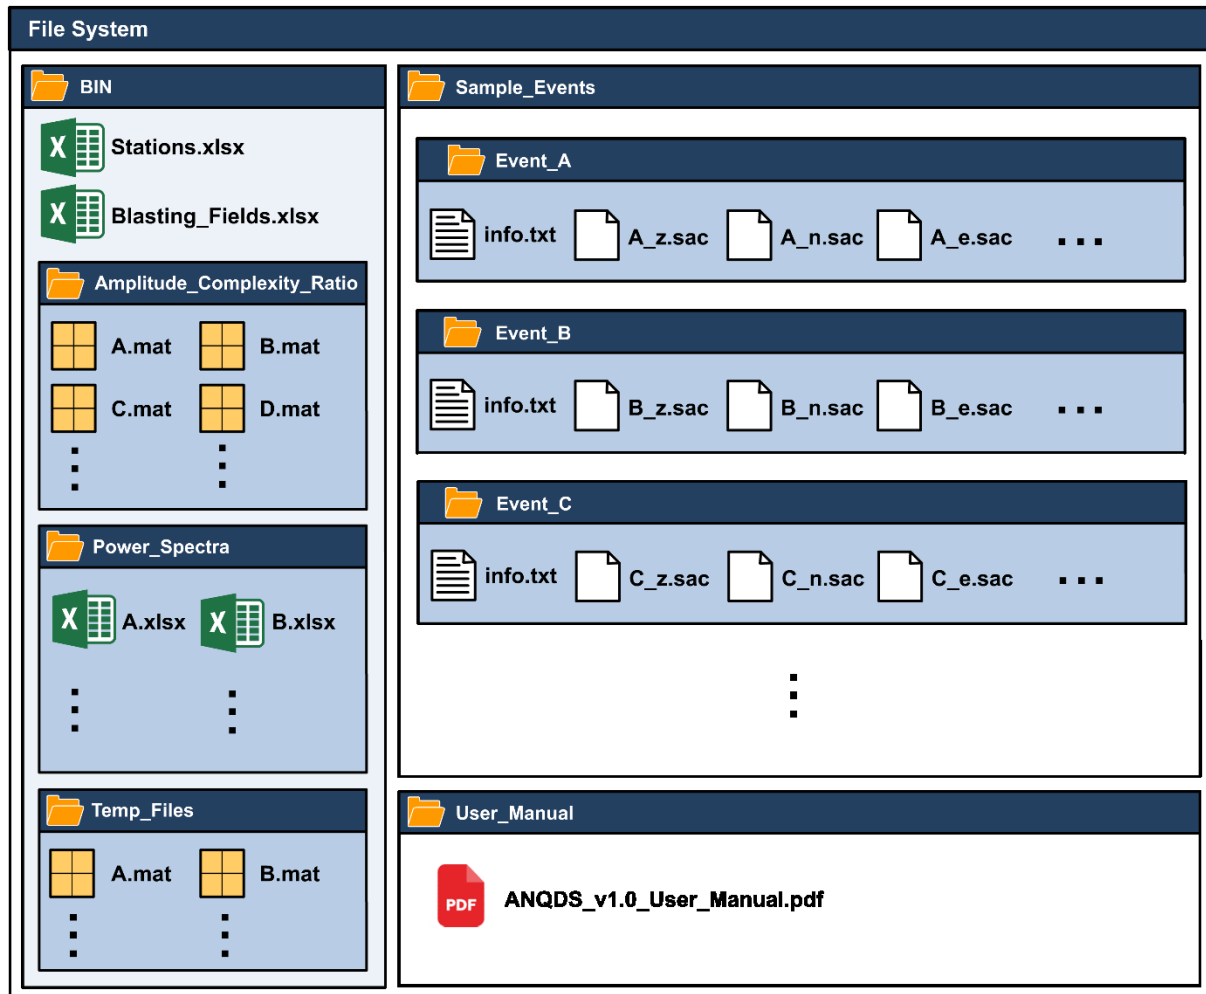 File System
BIN
X Stations.xlsx
X Blasting_Fields.xlsx
Amplitude_Complexity_Ratio
A.mat B.mat
C.mat D.mat
Power_Spectra
X A.xlsx X B.xlsx
Temp_Files
A.mat B.mat
Sample_Events
Event_A
info.txt A_z.sac A_n.sac A_e.sac ...
Event_B
info.txt B_z.sac B_n.sac B_e.sac ...
Event_C
info.txt C_z.sac C_n.sac C_e.sac ...
User_Manual
PDF ANQDS_v1.0_User_Manual.pdf